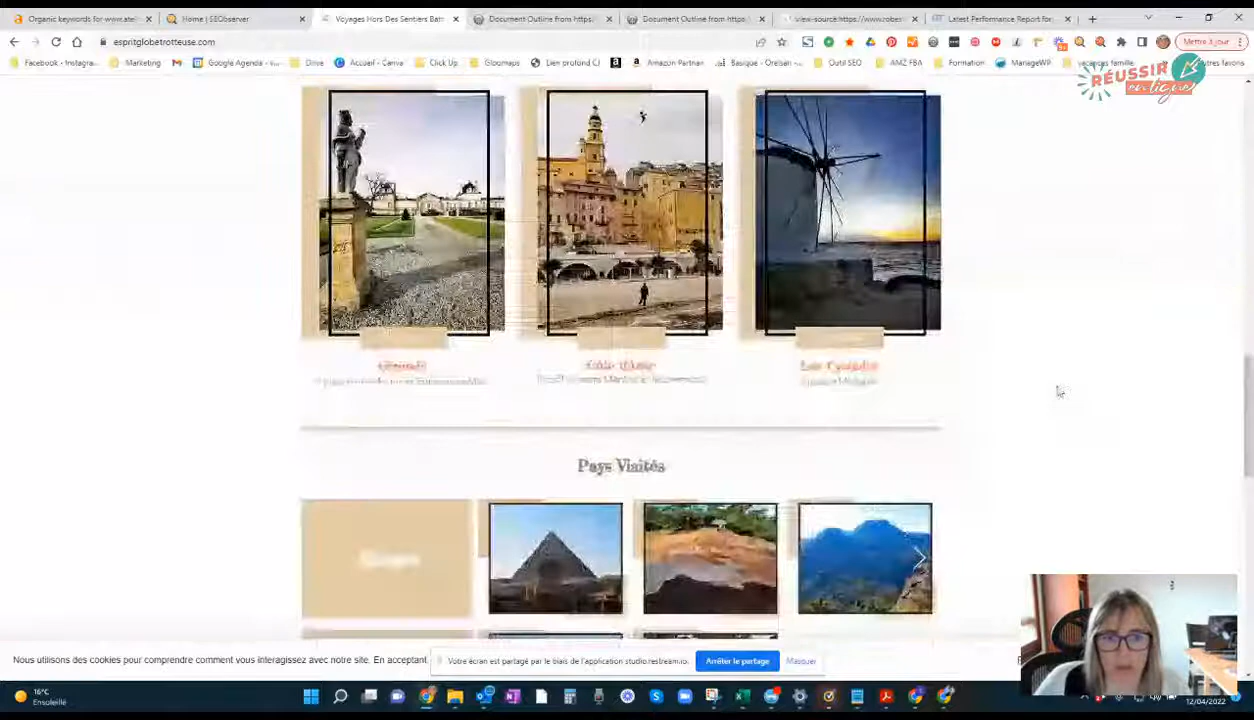 Organic keywords for www.ateli
Home | SEObserver
Voyages Hors Des Sentiers Batt
Document Outline from https:/
Document Outline from https:/
view-source:https://www.robes
Latest Performance Report for
espritglobetrotteuse.com
Mettre à jour
Facebook - Instagra...
Marketing
Google Agenda
Drive
Accueil - Canva
Click Up
Gloomaps
Lien profond CJ
Amazon Partner
Basique - Orelsan
Outil SEO
AMZ FBA
Formation
ManageWP
vacances famille
Autres favoris
RÉUSSIR
en ligne
Pays Visités
Nous utilisons des cookies pour comprendre comment vous interagissez avec notre site. En acceptant
Votre écran est partagé par le biais de l'application studio.restream.io.
Arrêter le partage
Masquer
16°C
Ensoleillé
12/04/2022